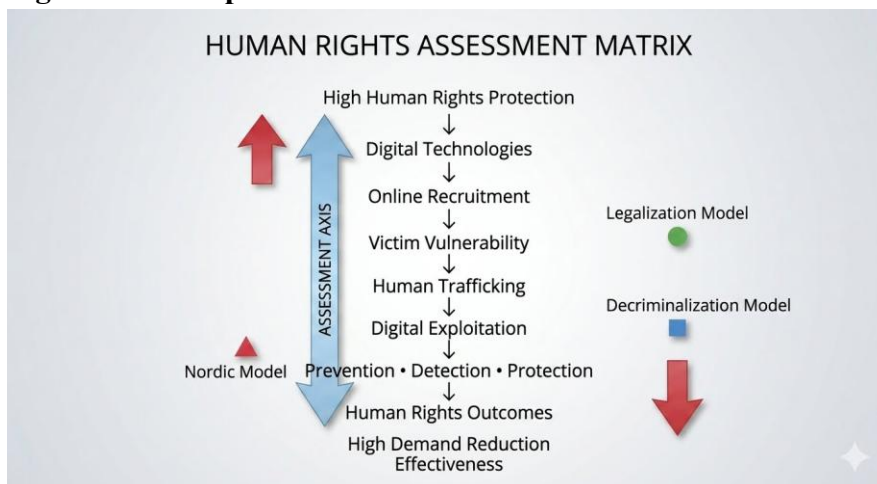 HUMAN RIGHTS ASSESSMENT MATRIX
High Human Rights Protection
Digital Technologies
Online Recruitment
Victim Vulnerability
Human Trafficking
Digital Exploitation
Prevention • Detection • Protection
Human Rights Outcomes
High Demand Reduction
Effectiveness
ASSESSMENT AXIS
Nordic Model
Legalization Model
Decriminalization Model